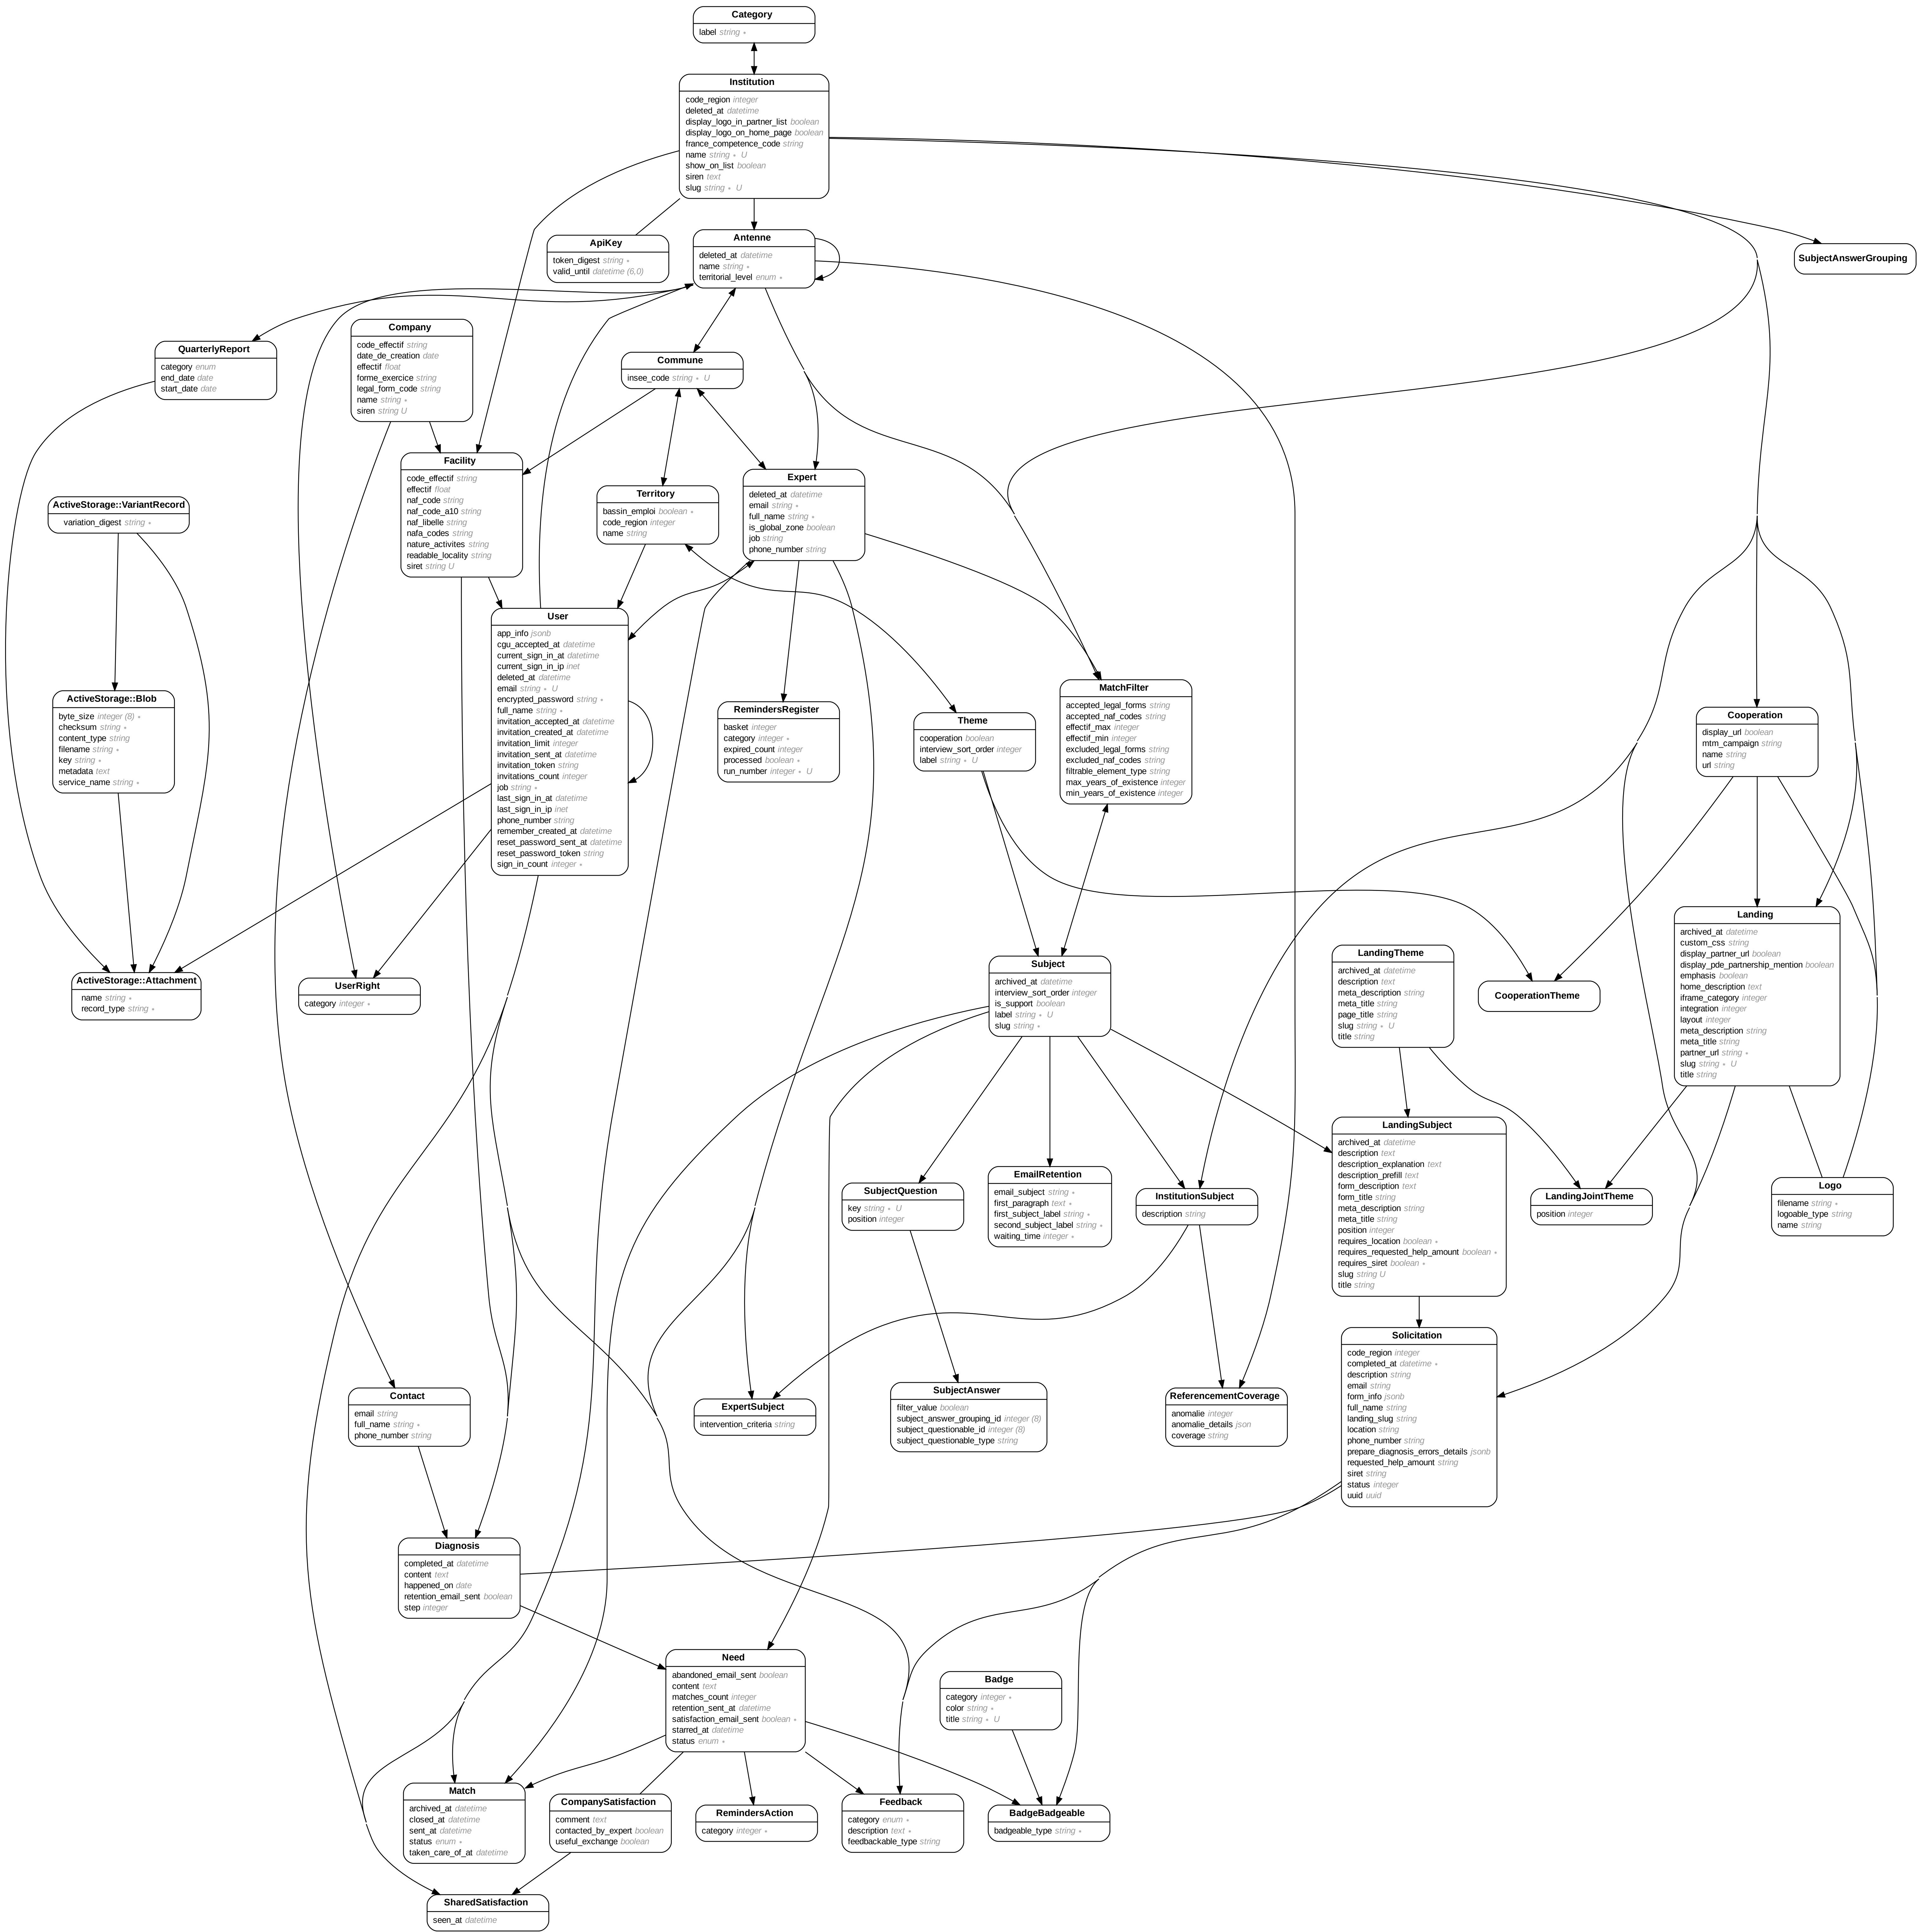 Category
label string ∗
Institution
code_region integer
deleted_at datetime
display_logo_in_partner_list boolean
display_logo_on_home_page boolean
france_competence_code string
name string ∗ U
show_on_list boolean
siren text
slug string ∗ U
ApiKey
token_digest string ∗
valid_until datetime (6,0)
Antenne
deleted_at datetime
name string ∗
territorial_level enum ∗
SubjectAnswerGrouping
QuarterlyReport
category enum
end_date date
start_date date
Company
code_effectif string
date_de_creation date
effectif float
forme_exercice string
legal_form_code string
name string ∗
siren string U
Commune
insee_code string ∗ U
Facility
code_effectif string
effectif float
naf_code string
naf_code_a10 string
naf_libelle string
nafa_codes string
nature_activites string
readable_locality string
siret string U
Territory
bassin_emploi boolean ∗
code_region integer
name string
Expert
deleted_at datetime
email string ∗
full_name string ∗
is_global_zone boolean
job string
phone_number string
ActiveStorage::VariantRecord
variation_digest string ∗
User
app_info jsonb
cgu_accepted_at datetime
current_sign_in_at datetime
current_sign_in_ip inet
deleted_at datetime
email string ∗ U
encrypted_password string ∗
full_name string ∗
invitation_accepted_at datetime
invitation_created_at datetime
invitation_limit integer
invitation_sent_at datetime
invitation_token string
invitations_count integer
job string ∗
last_sign_in_at datetime
last_sign_in_ip inet
phone_number string
remember_created_at datetime
reset_password_sent_at datetime
reset_password_token string
sign_in_count integer ∗
ActiveStorage::Blob
byte_size integer (8) ∗
checksum string ∗
content_type string
filename string ∗
key string ∗
metadata text
service_name string ∗
RemindersRegister
basket integer
category integer ∗
expired_count integer
processed boolean ∗
run_number integer ∗ U
Theme
cooperation boolean
interview_sort_order integer
label string ∗ U
MatchFilter
accepted_legal_forms string
accepted_naf_codes string
effectif_max integer
effectif_min integer
excluded_legal_forms string
excluded_naf_codes string
filtrable_element_type string
max_years_of_existence integer
min_years_of_existence integer
Cooperation
display_url boolean
mtm_campaign string
name string
url string
ActiveStorage::Attachment
name string ∗
record_type string ∗
UserRight
category integer ∗
Subject
archived_at datetime
interview_sort_order integer
is_support boolean
label string ∗ U
slug string ∗
LandingTheme
archived_at datetime
description text
meta_description string
meta_title string
page_title string
slug string ∗ U
title string
CooperationTheme
Landing
archived_at datetime
custom_css string
display_partner_url boolean
display_pde_partnership_mention boolean
emphasis boolean
home_description text
iframe_category integer
integration integer
layout integer
meta_description string
meta_title string
partner_url string ∗
slug string ∗ U
title string
SubjectQuestion
key string ∗ U
position integer
EmailRetention
email_subject string ∗
first_paragraph text ∗
first_subject_label string ∗
second_subject_label string ∗
waiting_time integer ∗
InstitutionSubject
description string
LandingSubject
archived_at datetime
description text
description_explanation text
description_prefill text
form_description text
form_title string
meta_description string
meta_title string
position integer
requires_location boolean ∗
requires_requested_help_amount boolean ∗
requires_siret boolean ∗
slug string U
title string
LandingJointTheme
position integer
Logo
filename string ∗
logoable_type string
name string
Contact
email string
full_name string ∗
phone_number string
ExpertSubject
intervention_criteria string
SubjectAnswer
filter_value boolean
subject_answer_grouping_id integer (8)
subject_questionable_id integer (8)
subject_questionable_type string
ReferencementCoverage
anomalie integer
anomalie_details json
coverage string
Solicitation
code_region integer
completed_at datetime ∗
description string
email string
form_info jsonb
full_name string
landing_slug string
location string
phone_number string
prepare_diagnosis_errors_details jsonb
requested_help_amount string
siret string
status integer
uuid uuid
Diagnosis
completed_at datetime
content text
happened_on date
retention_email_sent boolean
step integer
Need
abandoned_email_sent boolean
content text
matches_count integer
retention_sent_at datetime
satisfaction_email_sent boolean ∗
starred_at datetime
status enum ∗
Badge
category integer ∗
color string ∗
title string ∗ U
Match
archived_at datetime
closed_at datetime
sent_at datetime
status enum ∗
taken_care_of_at datetime
CompanySatisfaction
comment text
contacted_by_expert boolean
useful_exchange boolean
RemindersAction
category integer ∗
Feedback
category enum ∗
description text ∗
feedbackable_type string
BadgeBadgeable
badgeable_type string ∗
SharedSatisfaction
seen_at datetime